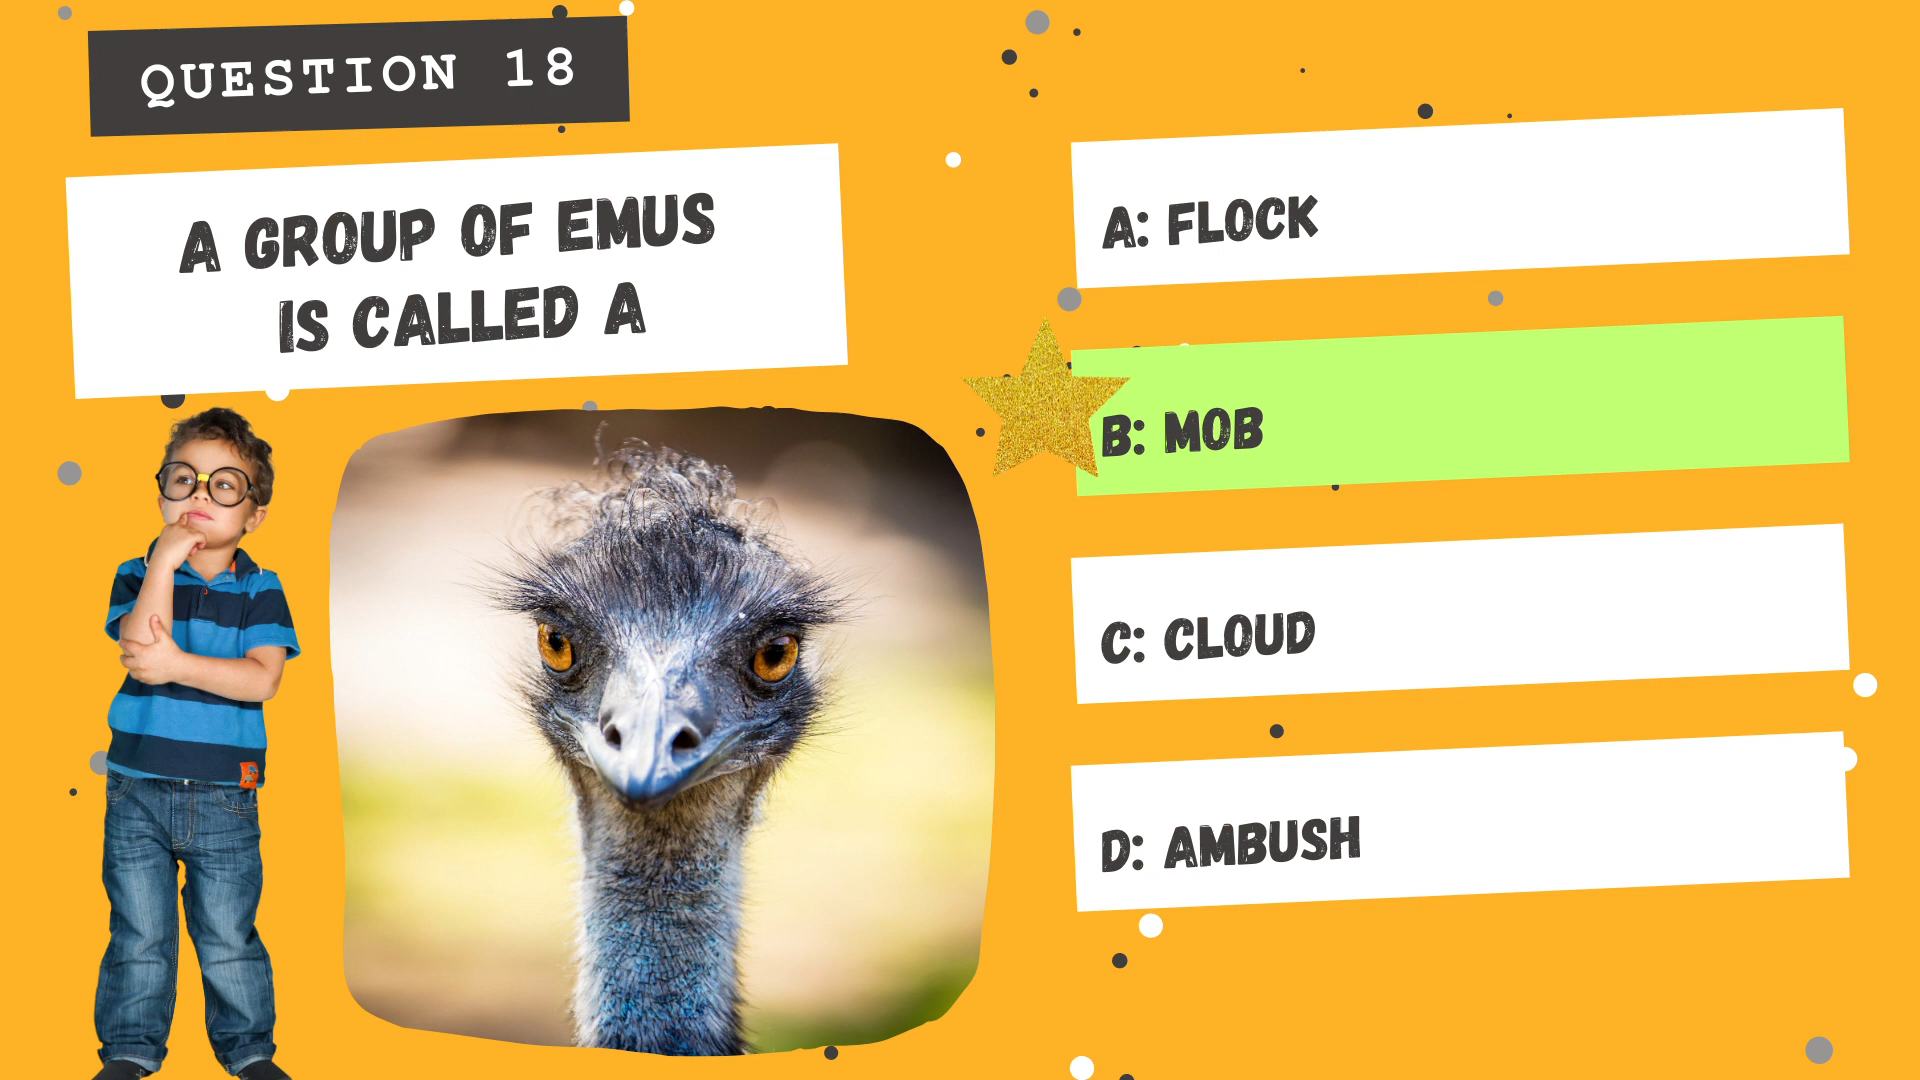 QUESTION 18
A GROUP OF EMUS
IS CALLED A
A: FLOCK
B: MOB
C: CLOUD
D: AMBUSH